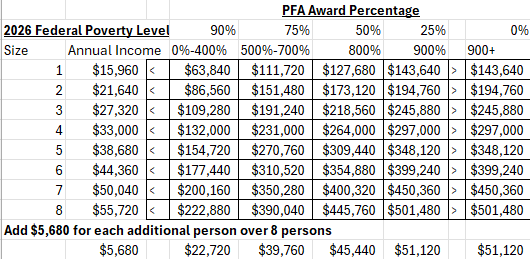 PFA Award Percentage
2026 Federal Poverty Level 90% 75% 50% 25% 0%
Size Annual Income 0%-400% 500%-700% 800% 900% 900+
1 $15,960 < $63,840 $111,720 $127,680 $143,640 > $143,640
2 $21,640 < $86,560 $151,480 $173,120 $194,760 > $194,760
3 $27,320 < $109,280 $191,240 $218,560 $245,880 > $245,880
4 $33,000 < $132,000 $231,000 $264,000 $297,000 > $297,000
5 $38,680 < $154,720 $270,760 $309,440 $348,120 > $348,120
6 $44,360 < $177,440 $310,520 $354,880 $399,240 > $399,240
7 $50,040 < $200,160 $350,280 $400,320 $450,360 > $450,360
8 $55,720 < $222,880 $390,040 $445,760 $501,480 > $501,480
Add $5,680 for each additional person over 8 persons
$5,680 $22,720 $39,760 $45,440 $51,120 $51,120